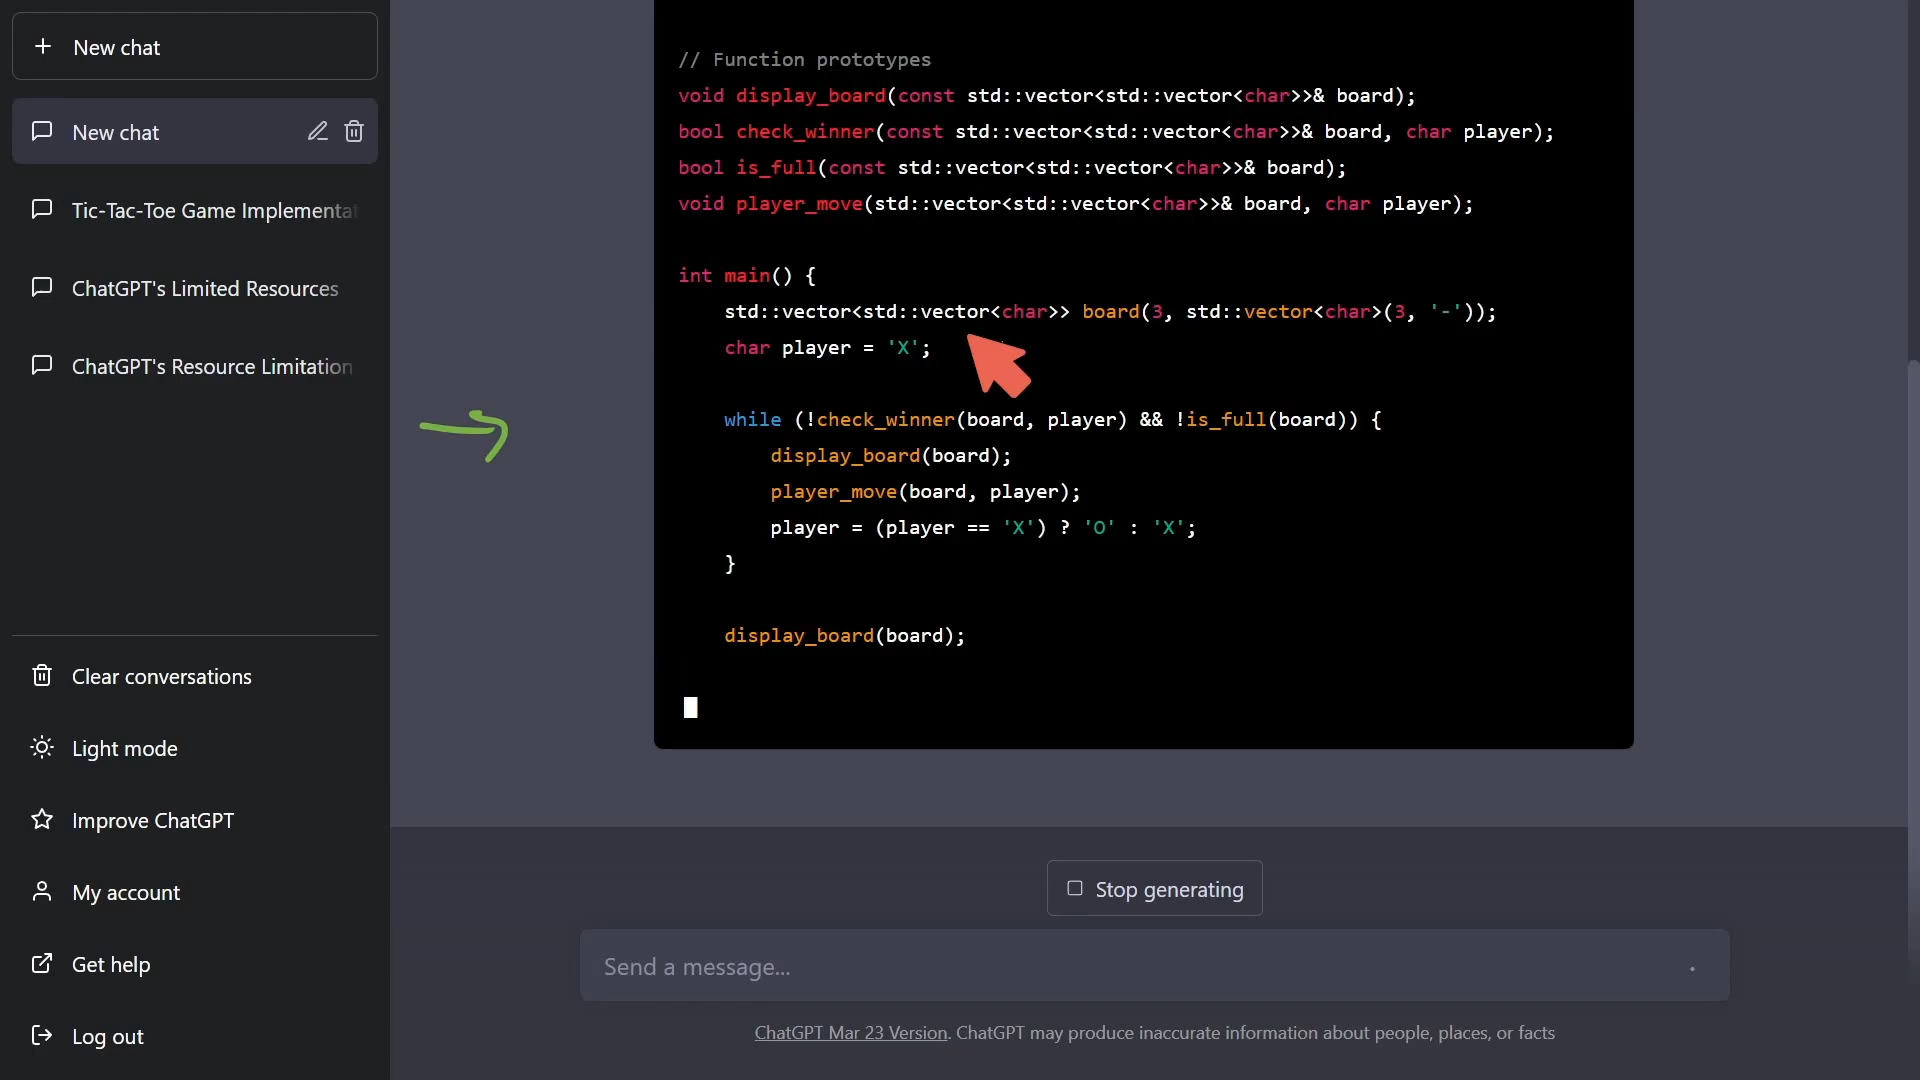 New chat
New chat
Tic-Tac-Toe Game Implementat
ChatGPT's Limited Resources
ChatGPT's Resource Limitation
Clear conversations
Light mode
Improve ChatGPT
My account
Get help
Log out
// Function prototypes
void display_board(const std::vector<std::vector<char>>& board);
bool check_winner(const std::vector<std::vector<char>>& board, char player);
bool is_full(const std::vector<std::vector<char>>& board);
void player_move(std::vector<std::vector<char>>& board, char player);
int main() {
    std::vector<std::vector<char>> board(3, std::vector<char>(3, '-'));
    char player = 'X';
    while (!check_winner(board, player) && !is_full(board)) {
        display_board(board);
        player_move(board, player);
        player = (player == 'X') ? 'O' : 'X';
    }
    display_board(board);
Stop generating
Send a message...
ChatGPT Mar 23 Version. ChatGPT may produce inaccurate information about people, places, or facts